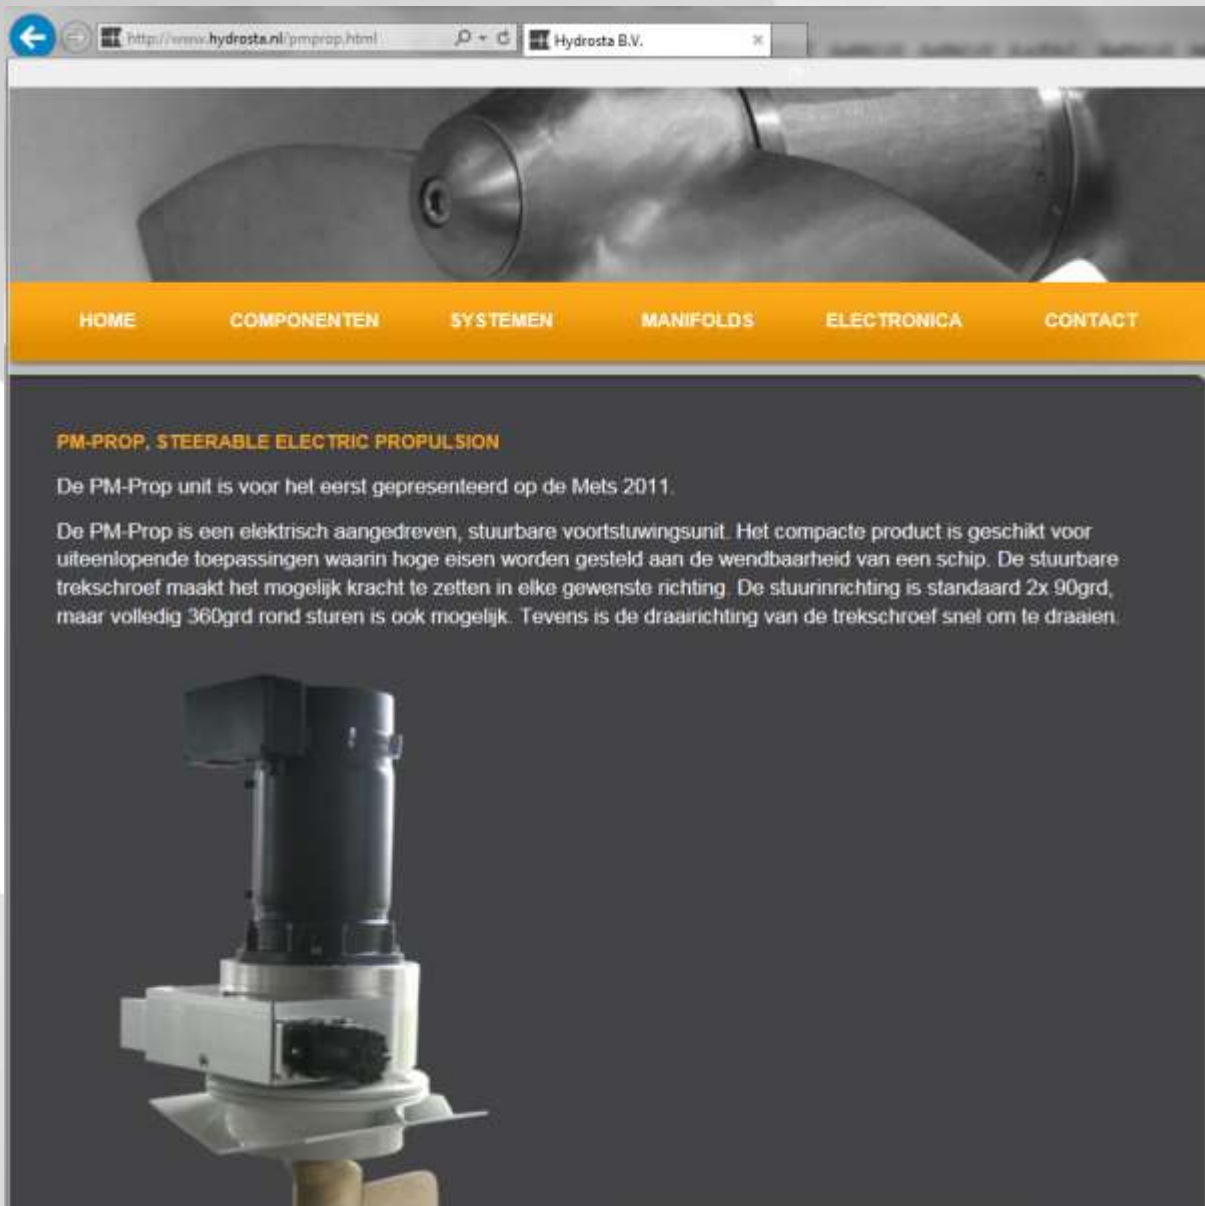 http://www.hydrosta.nl/pmprop.html
Hydrosta B.V.
HOME COMPONENTEN SYSTEMEN MANIFOLDS ELECTRONICA CONTACT
PM-PROP, STEERABLE ELECTRIC PROPULSION
De PM-Prop unit is voor het eerst gepresenteerd op de Mets 2011.
De PM-Prop is een elektrisch aangedreven, stuurbare voortstuwingsunit. Het compacte product is geschikt voor
uiteenlopende toepassingen waarin hoge eisen worden gesteld aan de wendbaarheid van een schip. De stuurbare
trekschroef maakt het mogelijk kracht te zetten in elke gewenste richting. De stuurinrichting is standaard 2x 90grd,
maar volledig 360grd rond sturen is ook mogelijk. Tevens is de draairichting van de trekschroef snel om te draaien.